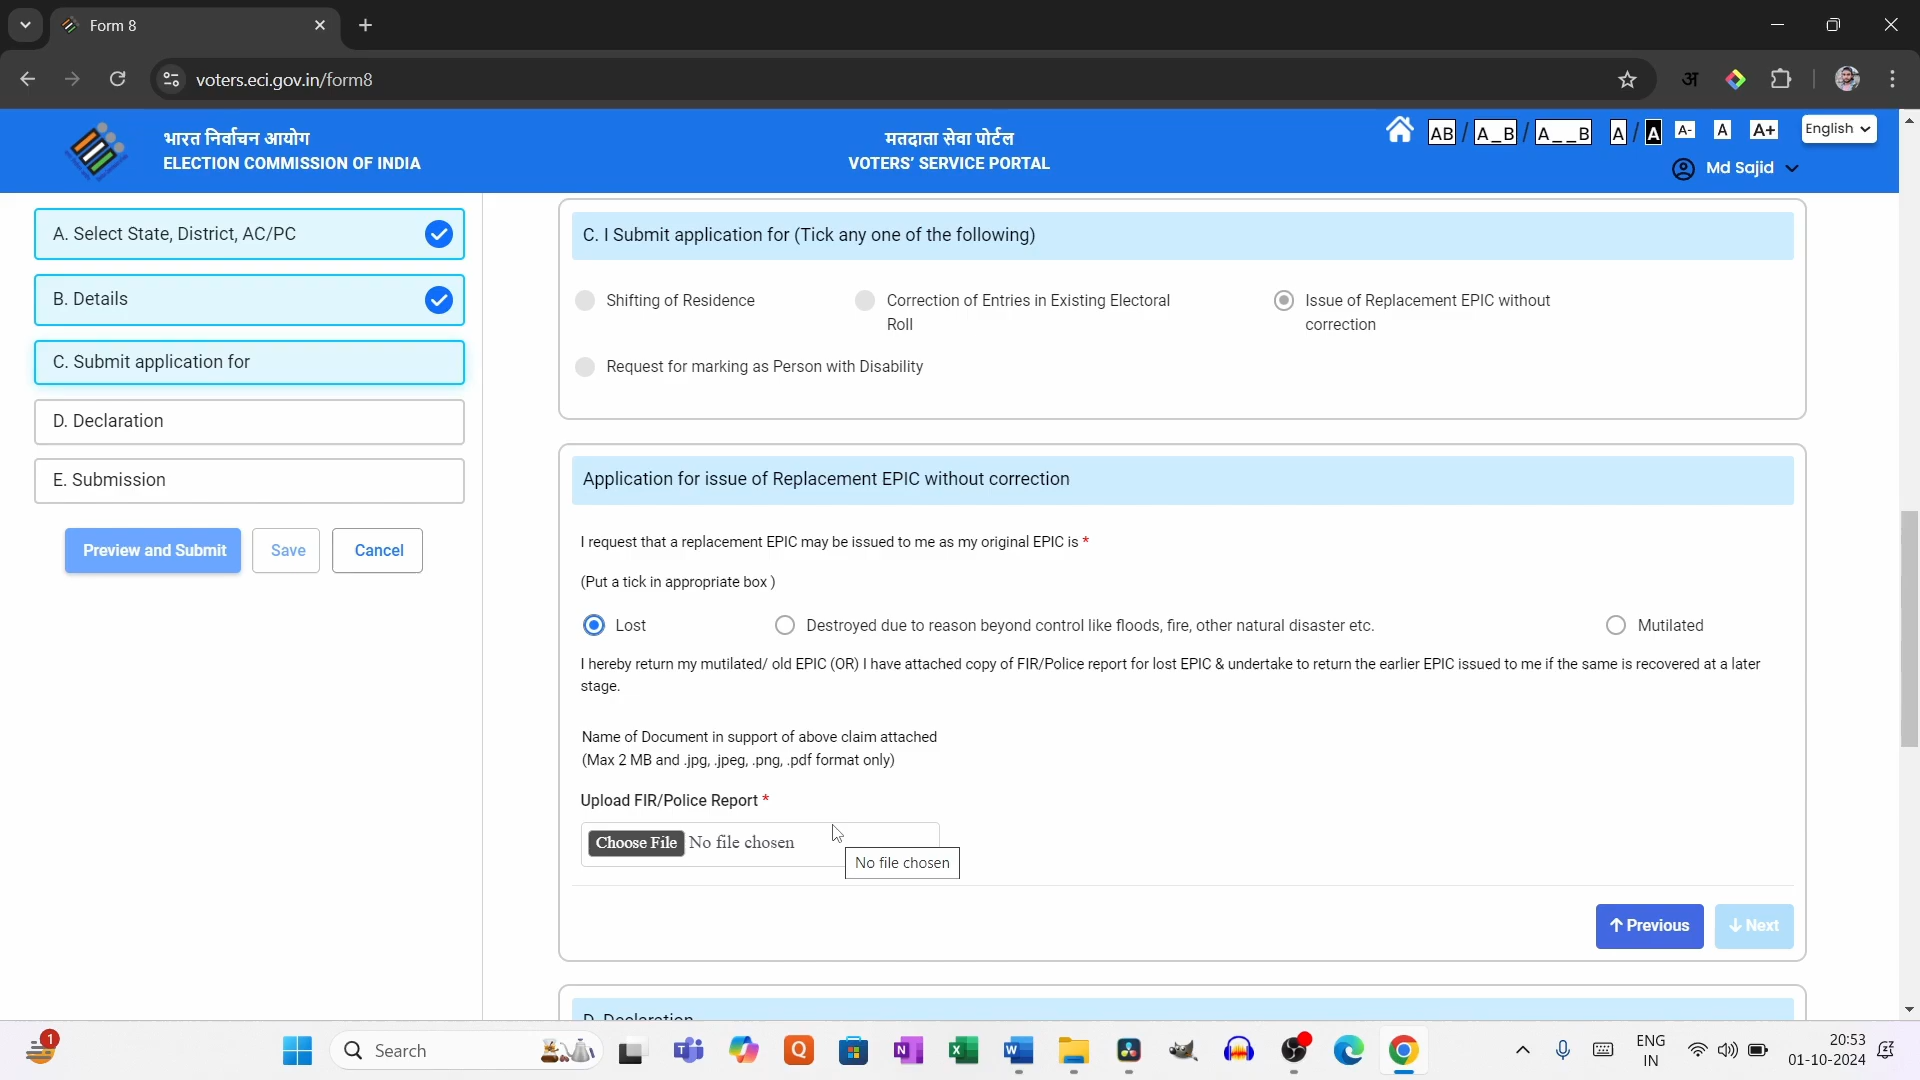 Form 8
voters.eci.gov.in/form8
अ
भारत निर्वाचन आयोग
ELECTION COMMISSION OF INDIA
मतदाता सेवा पोर्टल
VOTERS' SERVICE PORTAL
AB / A_B / A__B A / A A- A A+ English
Md Sajid
A. Select State, District, AC/PC
B. Details
C. Submit application for
D. Declaration
E. Submission
Preview and Submit Save Cancel
C. I Submit application for (Tick any one of the following)
Shifting of Residence
Correction of Entries in Existing Electoral
Roll
Issue of Replacement EPIC without
correction
Request for marking as Person with Disability
Application for issue of Replacement EPIC without correction
I request that a replacement EPIC may be issued to me as my original EPIC is *
(Put a tick in appropriate box )
Lost Destroyed due to reason beyond control like floods, fire, other natural disaster etc. Mutilated
I hereby return my mutilated/ old EPIC (OR) I have attached copy of FIR/Police report for lost EPIC & undertake to return the earlier EPIC issued to me if the same is recovered at a later
stage.
Name of Document in support of above claim attached
(Max 2 MB and .jpg, .jpeg, .png, .pdf format only)
Upload FIR/Police Report *
Choose File No file chosen
No file chosen
↑ Previous ↓ Next
D. Declaration
1
Search
ENG
IN
20:53
01-10-2024